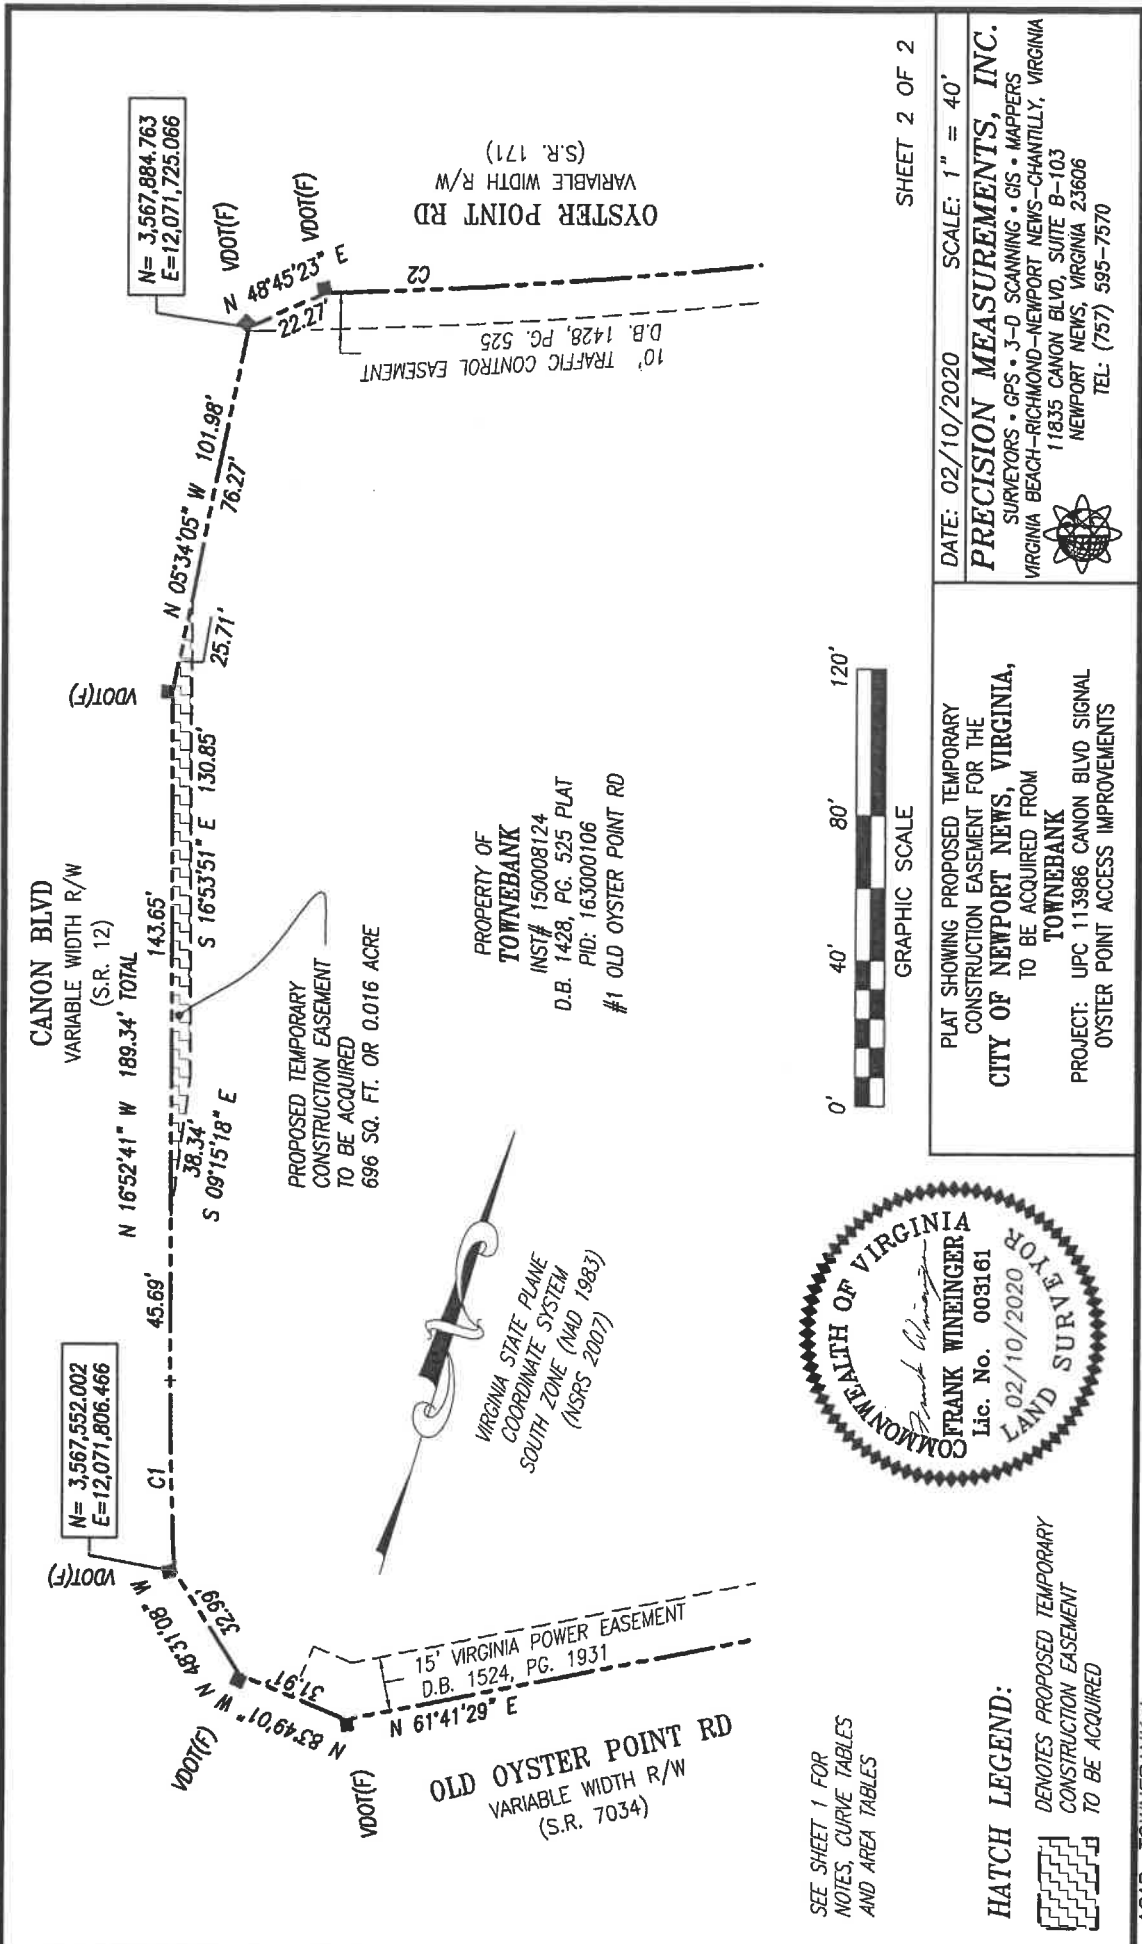 CANON BLVD
VARIABLE WIDTH R/W
(S.R. 12)
N= 3,567,552.002
E=12,071,806.466
N= 3,567,884.763
E=12,071,725.066
VDOT(F)
C1
45.69'
N 16°52'41" W 189.34' TOTAL
143.65'
VDOT(F)
N 05°34'05" W 101.98'
76.27'
25.71'
S 16°53'51" E 130.85'
38.34'
S 09°15'18" E
VDOT(F)
N 48°45'23" E
22.27'
VDOT(F)
C2
OYSTER POINT RD
VARIABLE WIDTH R/W
(S.R. 171)
10' TRAFFIC CONTROL EASEMENT
D.B. 1428, PG. 525
PROPOSED TEMPORARY
CONSTRUCTION EASEMENT
TO BE ACQUIRED
696 SQ. FT. OR 0.016 ACRE
N 48°31'08" W
32.99'
N 83°49'01" W
31.91'
VDOT(F)
VDOT(F)
15' VIRGINIA POWER EASEMENT
D.B. 1524, PG. 1931
N 61°41'29" E
OLD OYSTER POINT RD
VARIABLE WIDTH R/W
(S.R. 7034)
VIRGINIA STATE PLANE
COORDINATE SYSTEM
SOUTH ZONE (NAD 1983)
(NSRS 2007)
PROPERTY OF
TOWNEBANK
INST# 150008124
D.B. 1428, PG. 525 PLAT
PID: 163000106
#1 OLD OYSTER POINT RD
SEE SHEET 1 FOR
NOTES, CURVE TABLES
AND AREA TABLES
HATCH LEGEND:
DENOTES PROPOSED TEMPORARY
CONSTRUCTION EASEMENT
TO BE ACQUIRED
COMMONWEALTH OF VIRGINIA
Frank Wineinger
FRANK WINEINGER
Lic. No. 003161
02/10/2020
LAND SURVEYOR
0' 40' 80' 120'
GRAPHIC SCALE
SHEET 2 OF 2
PLAT SHOWING PROPOSED TEMPORARY
CONSTRUCTION EASEMENT FOR THE
CITY OF NEWPORT NEWS, VIRGINIA,
TO BE ACQUIRED FROM
TOWNEBANK
PROJECT: UPC 113986 CANON BLVD SIGNAL
OYSTER POINT ACCESS IMPROVEMENTS
DATE: 02/10/2020 SCALE: 1" = 40'
PRECISION MEASUREMENTS, INC.
SURVEYORS • GPS • 3-D SCANNING • GIS • MAPPERS
VIRGINIA BEACH-RICHMOND-NEWPORT NEWS-CHANTILLY, VIRGINIA
11835 CANON BLVD, SUITE B-103
NEWPORT NEWS, VIRGINIA 23606
TEL: (757) 595-7570